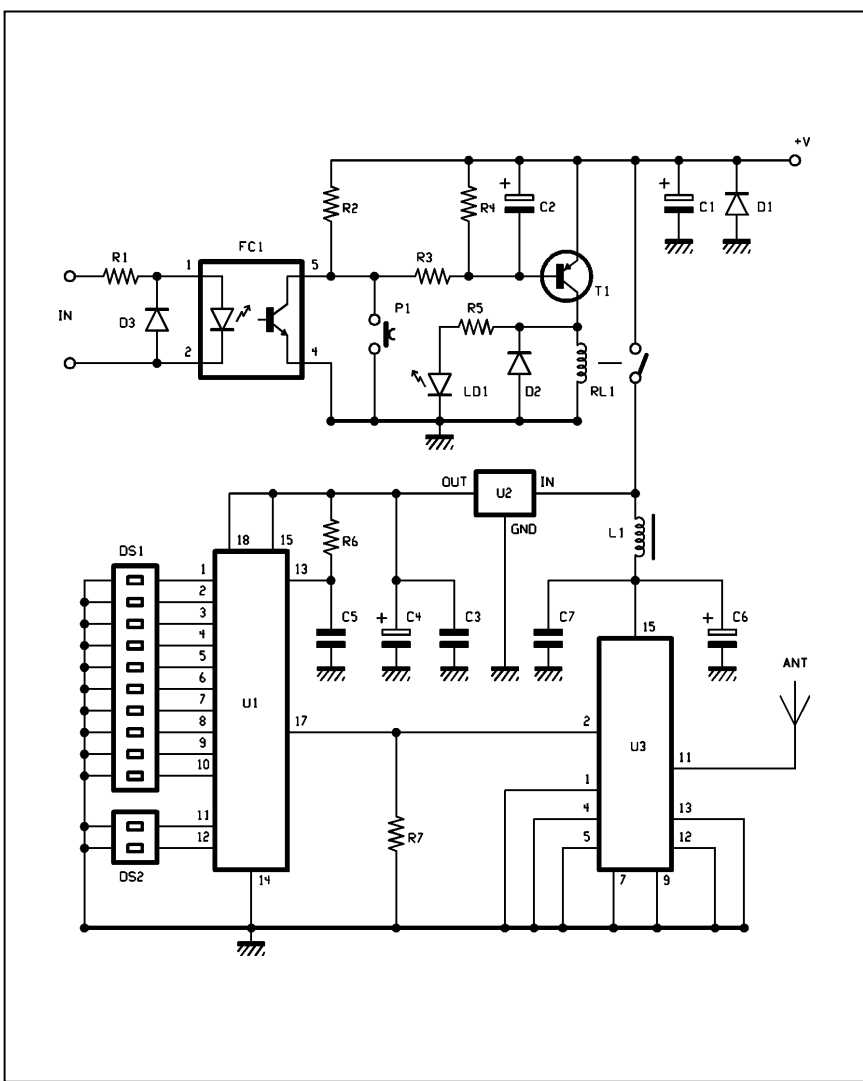 +V
R2
R4
+
C2
+
C1
D1
FC1
R1
1
5
R3
T1
IN
D3
P1
R5
2
4
LD1
D2
RL1
OUT
U2
IN
GND
18
15
R6
L1
DS1
1
13
2
3
C5
+
C4
C3
C7
15
+
C6
4
5
6
ANT
7
U1
8
17
2
U3
9
11
10
1
11
4
13
12
R7
5
12
DS2
14
7
9